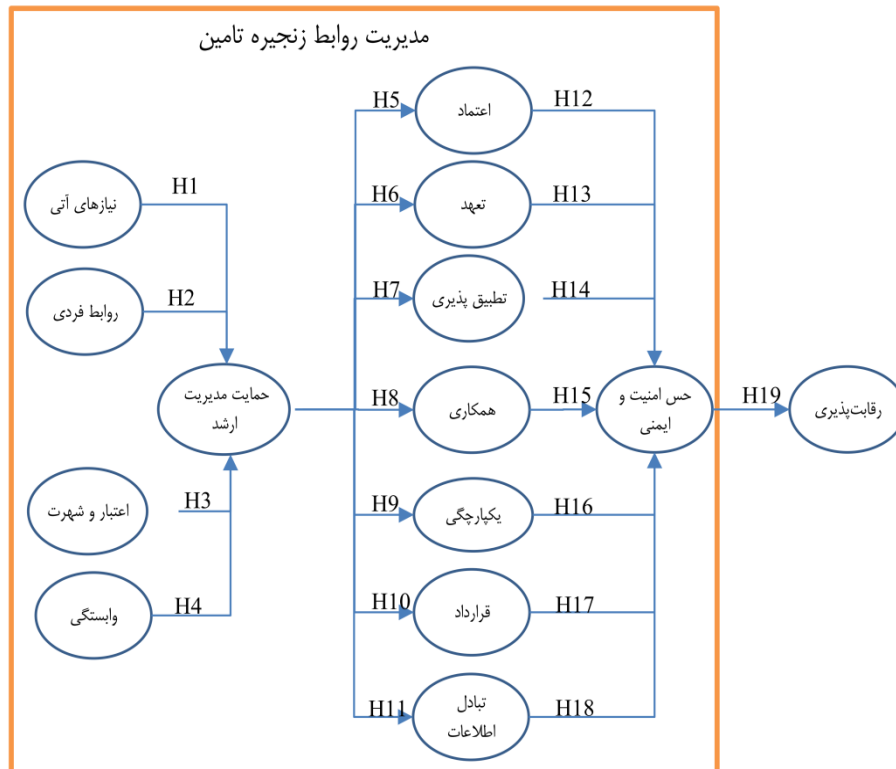 مدیریت روابط زنجیره تامین
H5
اعتماد
H12
نیازهای آتی
H1
H6
تعهد
H13
روابط فردی
H2
H7
تطبیق پذیری
H14
حمایت مدیریت
ارشد
H8
همکاری
H15
حس امنیت و
ایمنی
H19
رقابت‌پذیری
اعتبار و شهرت
H3
H9
یکپارچگی
H16
وابستگی
H4
H10
قرارداد
H17
H11
تبادل
اطلاعات
H18